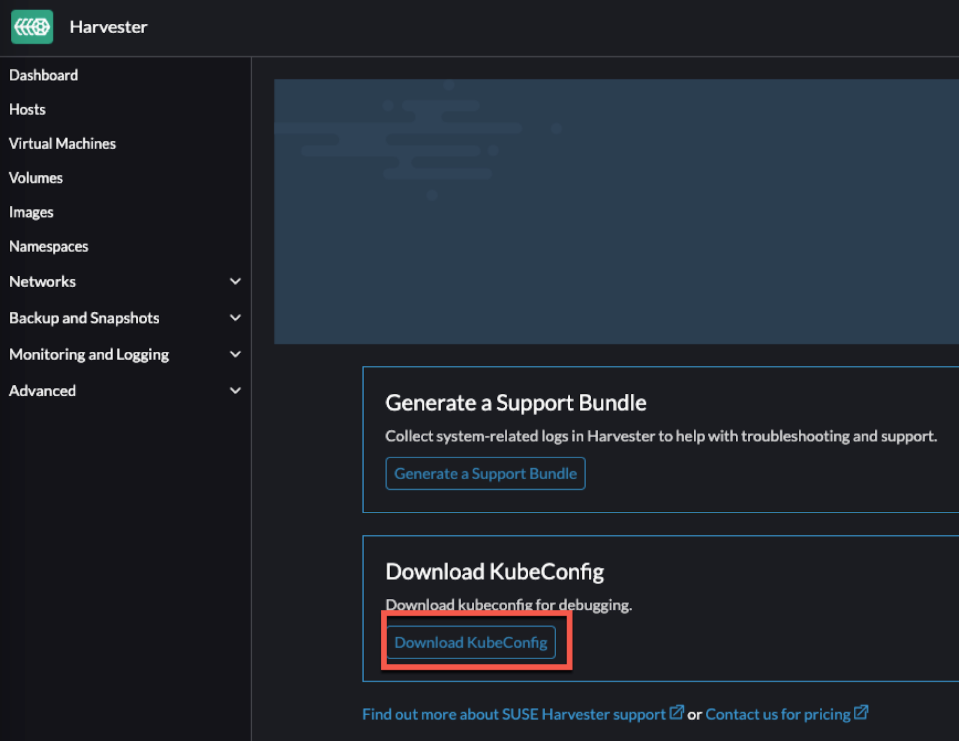 Harvester
Dashboard
Hosts
Virtual Machines
Volumes
Images
Namespaces
Networks
Backup and Snapshots
Monitoring and Logging
Advanced
Generate a Support Bundle
Collect system-related logs in Harvester to help with troubleshooting and support.
Generate a Support Bundle
Download KubeConfig
Download kubeconfig for debugging.
Download KubeConfig
Find out more about SUSE Harvester support or Contact us for pricing